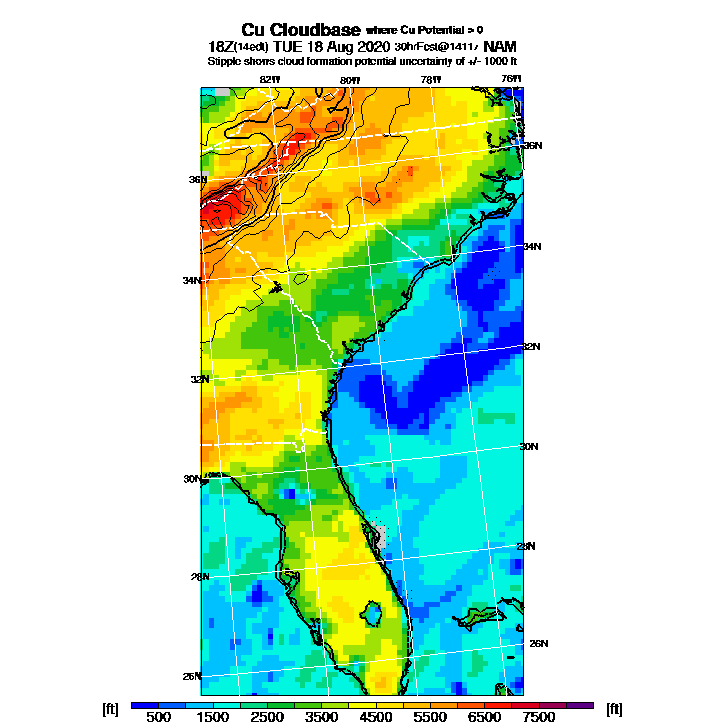 Cu Cloudbase where Cu Potential > 0
18Z(14edt) TUE 18 Aug 2020 30hrFcst@1411z NAM
Stipple shows cloud formation potential uncertainty of +/- 1000 ft
82W 80W 78W 76W
36N
36N
34N
34N
32N
32N
30N
30N
28N
28N
26N
26N
[ft] 500 1500 2500 3500 4500 5500 6500 7500 [ft]